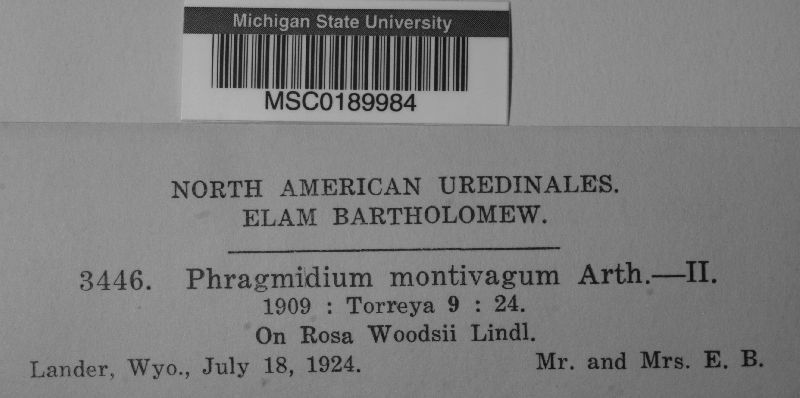 Michigan State University
MSC0189984
NORTH AMERICAN UREDINALES.
ELAM BARTHOLOMEW.
3446. Phragmidium montivagum Arth.—II.
1909 : Torreya 9 : 24.
On Rosa Woodsii Lindl.
Lander, Wyo., July 18, 1924. Mr. and Mrs. E. B.